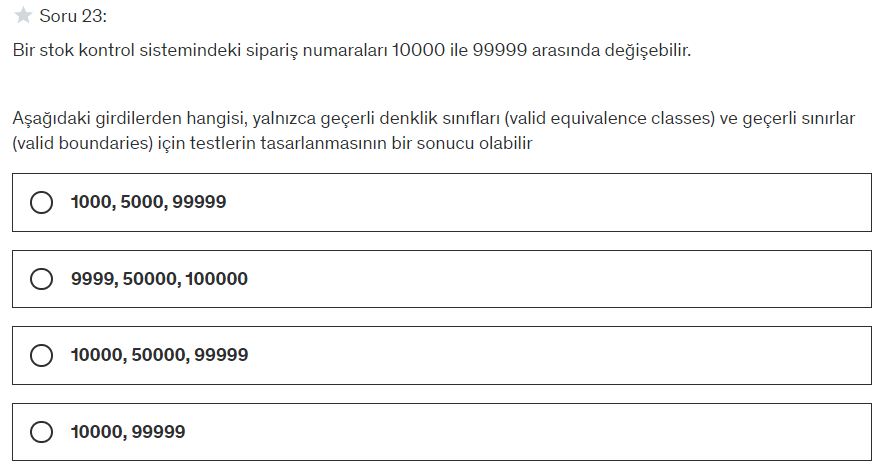 Soru 23:
Bir stok kontrol sistemindeki sipariş numaraları 10000 ile 99999 arasında değişebilir.
Aşağıdaki girdilerden hangisi, yalnızca geçerli denklik sınıfları (valid equivalence classes) ve geçerli sınırlar
(valid boundaries) için testlerin tasarlanmasının bir sonucu olabilir
1000, 5000, 99999
9999, 50000, 100000
10000, 50000, 99999
10000, 99999